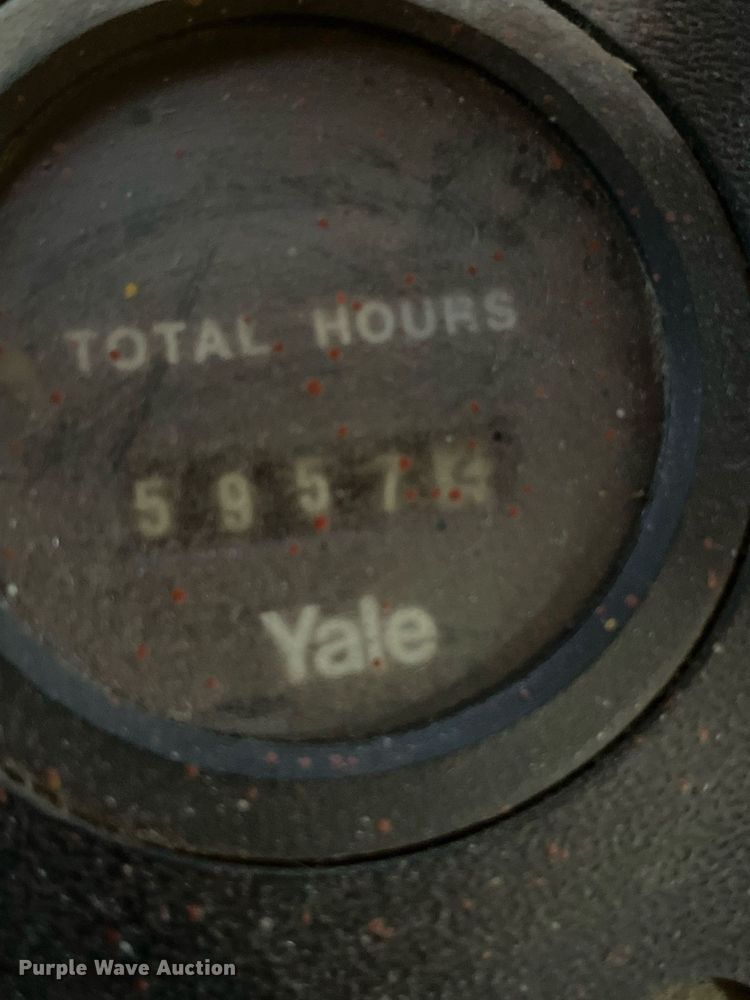 TOTAL HOURS
5957
Yale
Purple Wave Auction